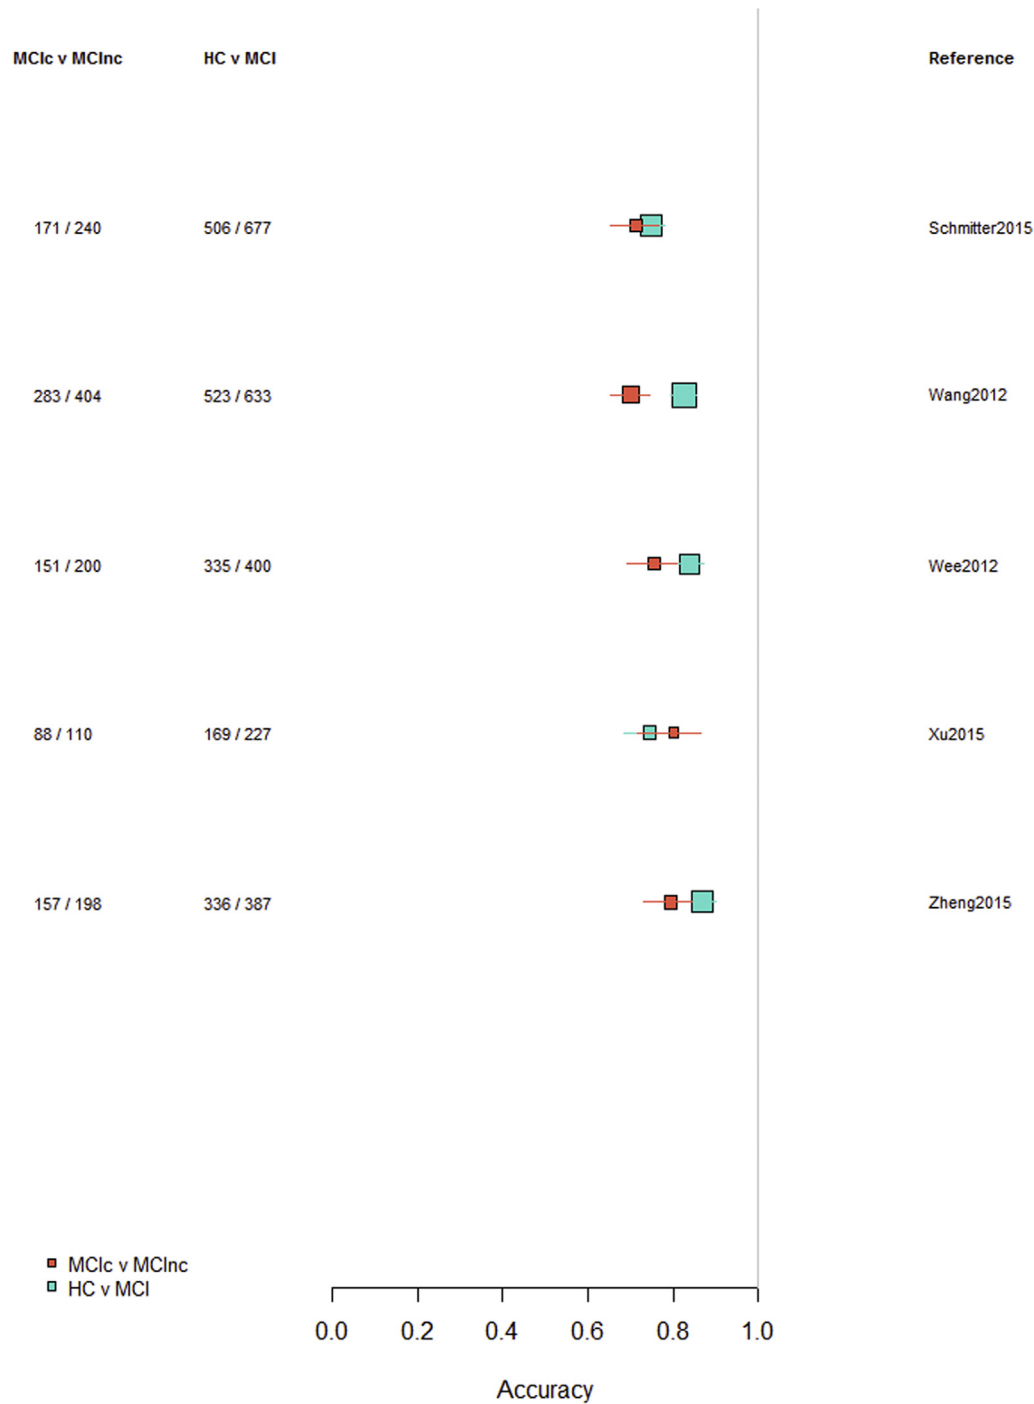 MCIc v MCInc HC v MCI Reference
171 / 240 506 / 677 Schmitter2015
283 / 404 523 / 633 Wang2012
151 / 200 335 / 400 Wee2012
88 / 110 169 / 227 Xu2015
157 / 198 336 / 387 Zheng2015
MCIc v MCInc
HC v MCI
0.0 0.2 0.4 0.6 0.8 1.0
Accuracy